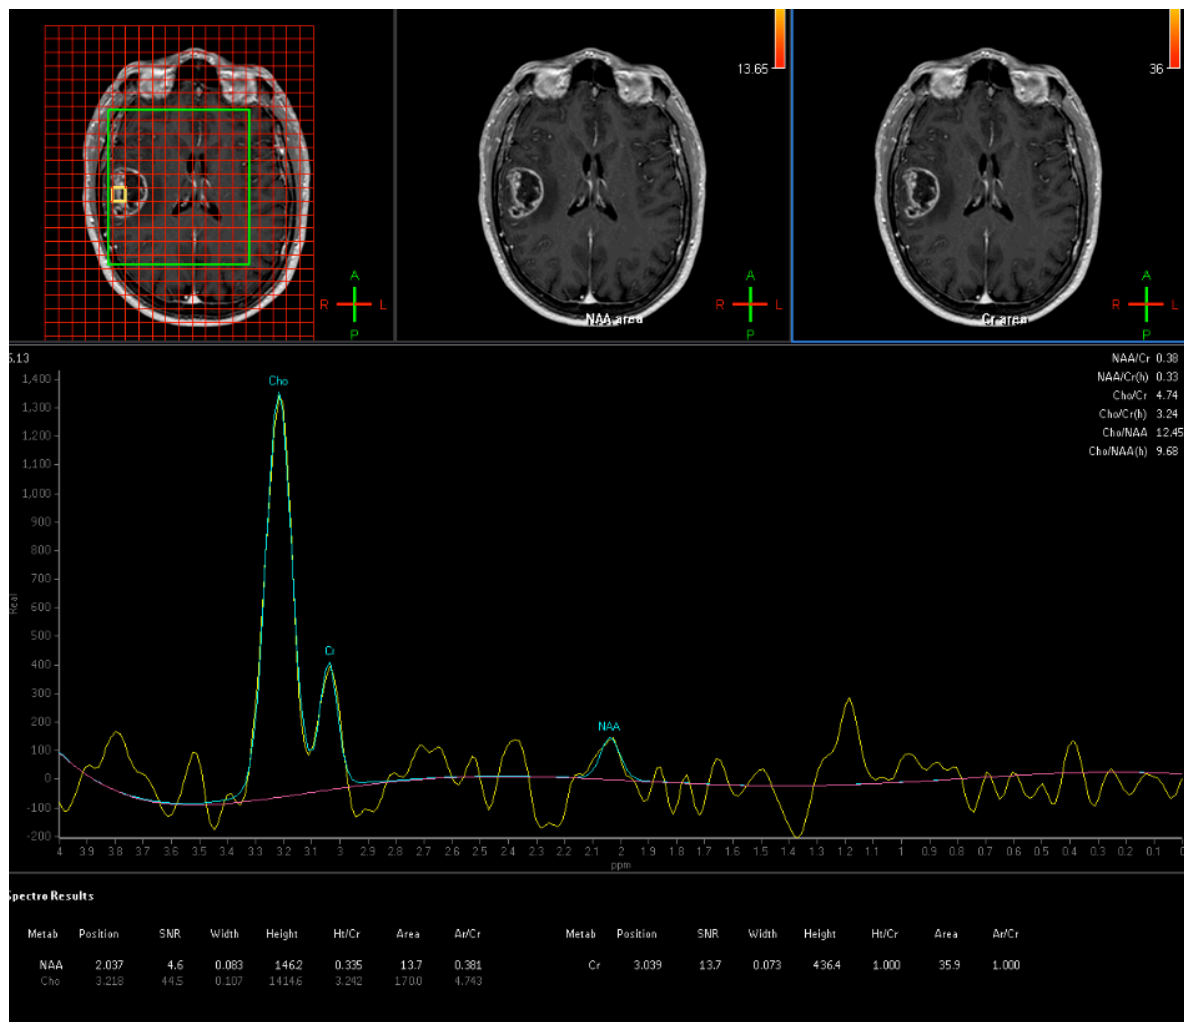 13.65
36
A
R L
P
A
R L
P
NAA area
A
R L
P
Cr area
5.13
NAA/Cr 0.38
NAA/Cr(h) 0.33
Cho/Cr 4.74
Cho/Cr(h) 3.24
Cho/NAA 12.45
Cho/NAA(h) 9.68
Cho
Cr
NAA
1,400
1,300
1,200
1,100
1,000
900
800
700
600
500
400
300
200
100
0
-100
-200
Real
4 3.9 3.8 3.7 3.6 3.5 3.4 3.3 3.2 3.1 3 2.9 2.8 2.7 2.6 2.5 2.4 2.3 2.2 2.1 2 1.9 1.8 1.7 1.6 1.5 1.4 1.3 1.2 1.1 1 0.9 0.8 0.7 0.6 0.5 0.4 0.3 0.2 0.1 0
ppm
Spectro Results
Metab Position SNR Width Height Ht/Cr Area Ar/Cr Metab Position SNR Width Height Ht/Cr Area Ar/Cr
NAA 2.037 4.6 0.083 146.2 0.335 13.7 0.381 Cr 3.039 13.7 0.073 436.4 1.000 35.9 1.000
Cho 3.218 44.5 0.107 1414.6 3.242 170.0 4.743